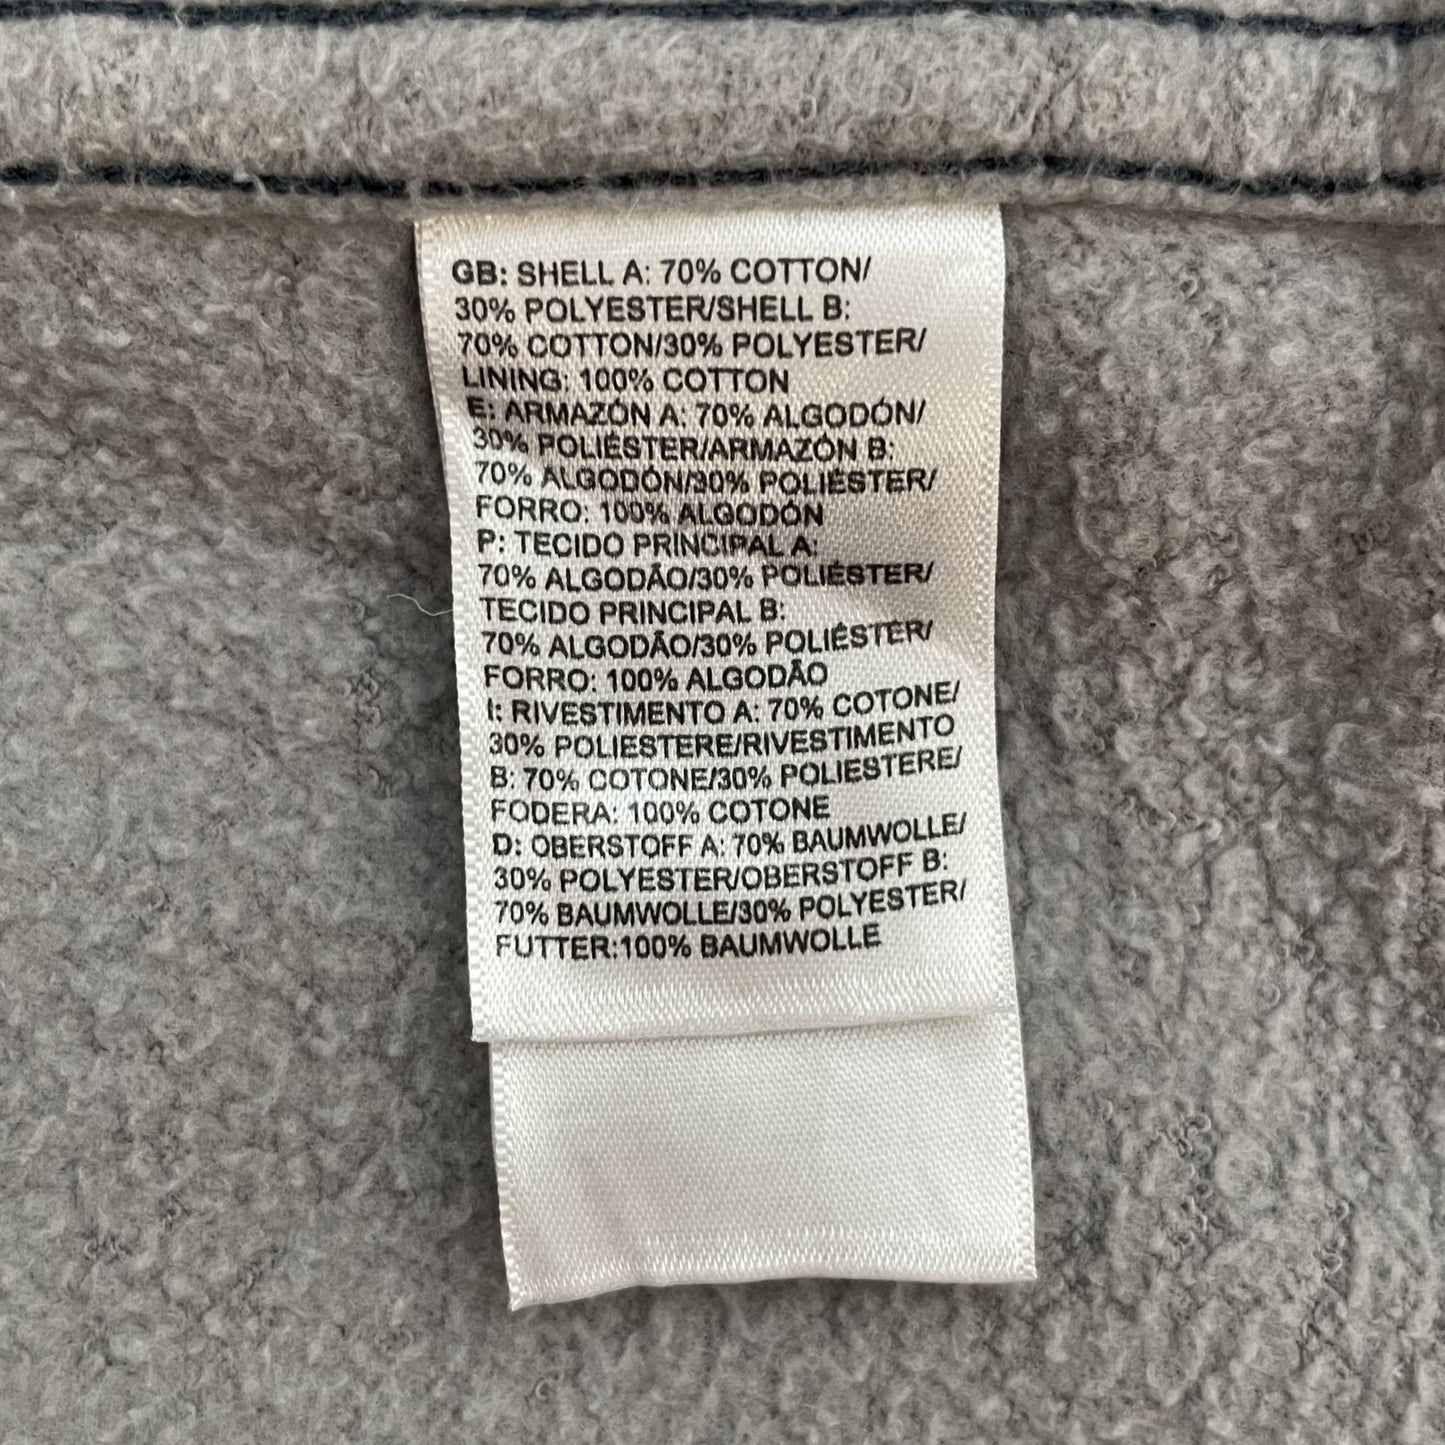 GB: SHELL A: 70% COTTON/
30% POLYESTER/SHELL B:
70% COTTON/30% POLYESTER/
LINING: 100% COTTON
E: ARMAZÓN A: 70% ALGODÓN/
30% POLIÉSTER/ARMAZÓN B:
70% ALGODÓN/30% POLIÉSTER/
FORRO: 100% ALGODÓN
P: TECIDO PRINCIPAL A:
70% ALGODÃO/30% POLIÉSTER/
TECIDO PRINCIPAL B:
70% ALGODÃO/30% POLIÉSTER/
FORRO: 100% ALGODÃO
I: RIVESTIMENTO A: 70% COTONE/
30% POLIESTERE/RIVESTIMENTO
B: 70% COTONE/30% POLIESTERE/
FODERA: 100% COTONE
D: OBERSTOFF A: 70% BAUMWOLLE/
30% POLYESTER/OBERSTOFF B:
70% BAUMWOLLE/30% POLYESTER/
FUTTER:100% BAUMWOLLE